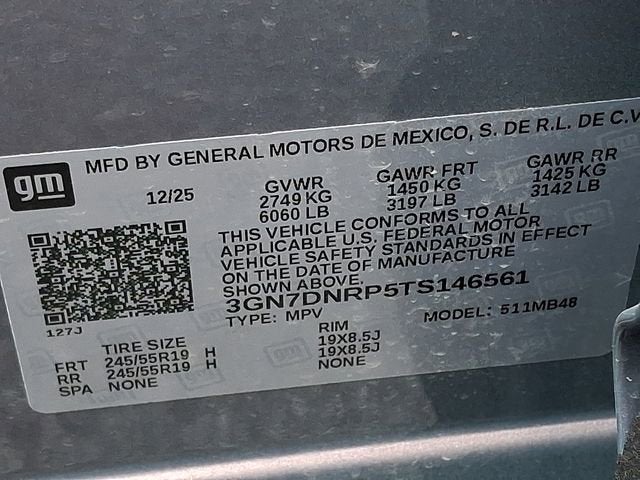 MFD BY GENERAL MOTORS DE MEXICO, S. DE R.L. DE C.V
gm
12/25
GVWR
2749 KG
6060 LB
GAWR FRT
1450 KG
3197 LB
GAWR RR
1425 KG
3142 LB
THIS VEHICLE CONFORMS TO ALL
APPLICABLE U.S. FEDERAL MOTOR
VEHICLE SAFETY STANDARDS IN EFFECT
ON THE DATE OF MANUFACTURE
SHOWN ABOVE.
3GN7DNRP5TS146561
TYPE: MPV
MODEL: 511MB48
127J
TIRE SIZE
RIM
FRT 245/55R19 H 19X8.5J
RR 245/55R19 H 19X8.5J
SPA NONE NONE
gm